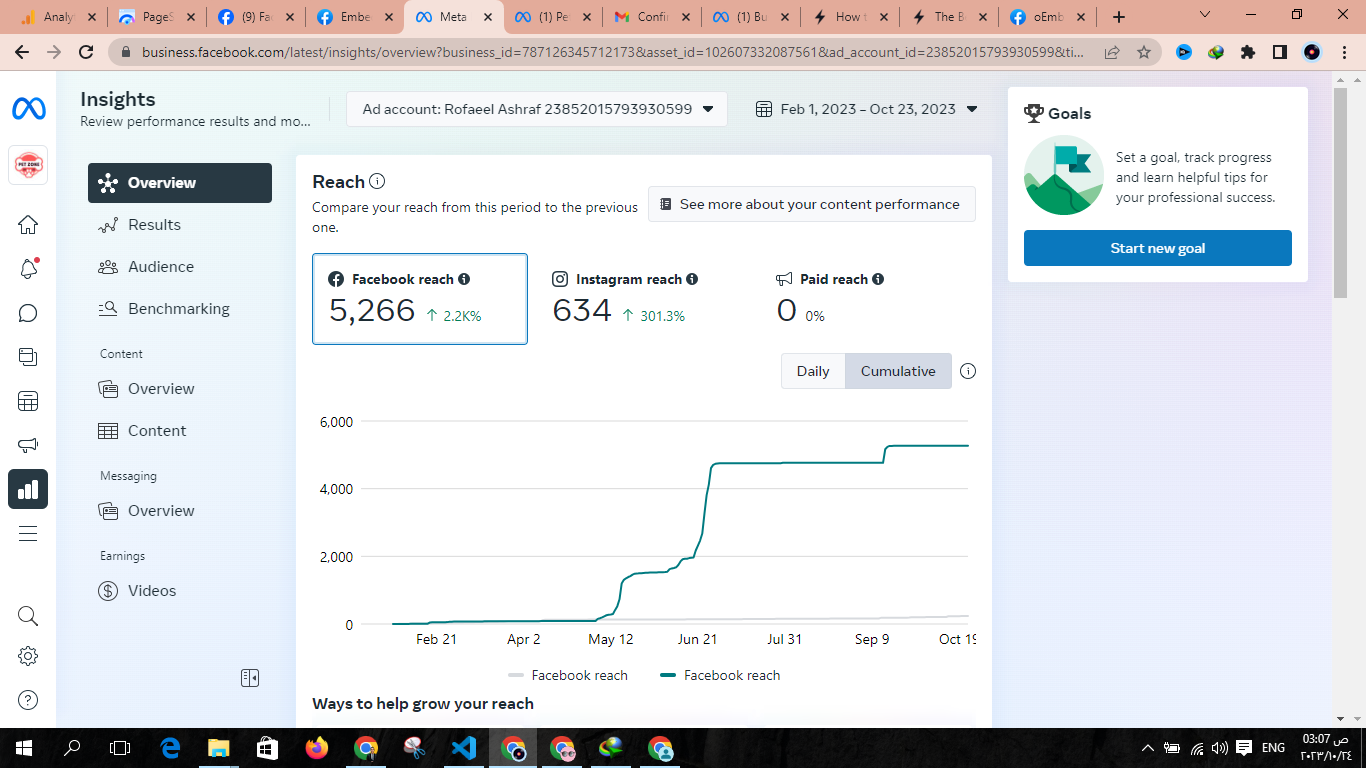 Analyt
PageS
(9) Fac
Embe
Meta
(1) Pe
Confir
(1) Bu
How t
The B
oEmb
business.facebook.com/latest/insights/overview?business_id=787126345712173&asset_id=102607332087561&ad_account_id=23852015793930599&ti...
Insights
Review performance results and mo...
Ad account: Rofaeel Ashraf 23852015793930599
Feb 1, 2023 – Oct 23, 2023
PET ZONE
Overview
Results
Audience
Benchmarking
Content
Overview
Content
Messaging
Overview
Earnings
Videos
Reach
Compare your reach from this period to the previous
one.
See more about your content performance
Facebook reach
5,266 ↑ 2.2K%
Instagram reach
634 ↑ 301.3%
Paid reach
0 0%
Daily
Cumulative
6,000
4,000
2,000
0
Feb 21
Apr 2
May 12
Jun 21
Jul 31
Sep 9
Oct 19
Facebook reach
Facebook reach
Ways to help grow your reach
Goals
Set a goal, track progress
and learn helpful tips for
your professional success.
Start new goal
ENG
03:07 ص
٢٠٢٣/١٠/٢٤